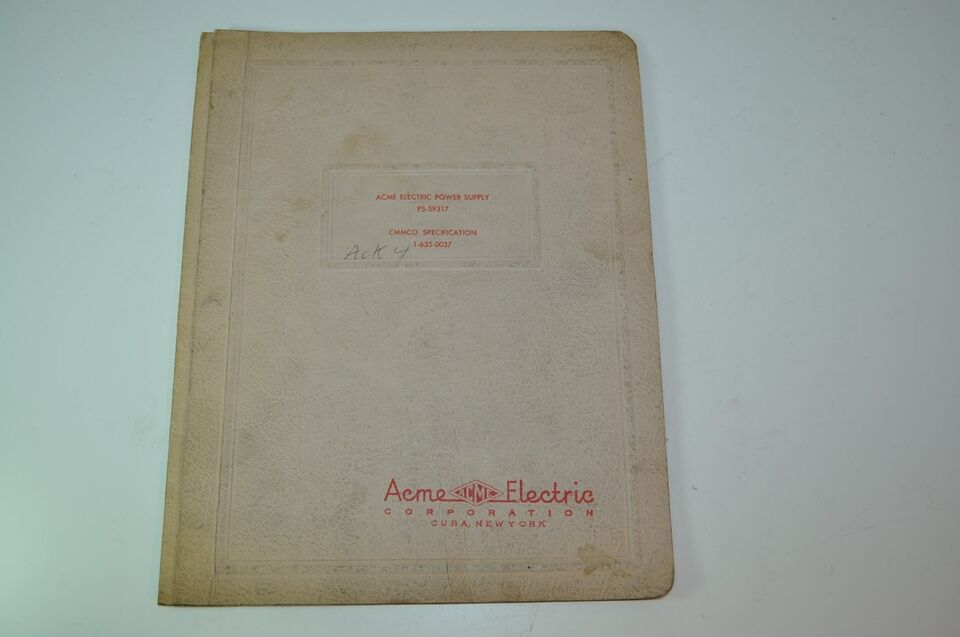 ACME ELECTRIC POWER SUPPLY
PS-59317
CMMCO SPECIFICATION
1-635-0037
Ack 4
Acme ACME Electric
CORPORATION
CUBA, NEW YORK